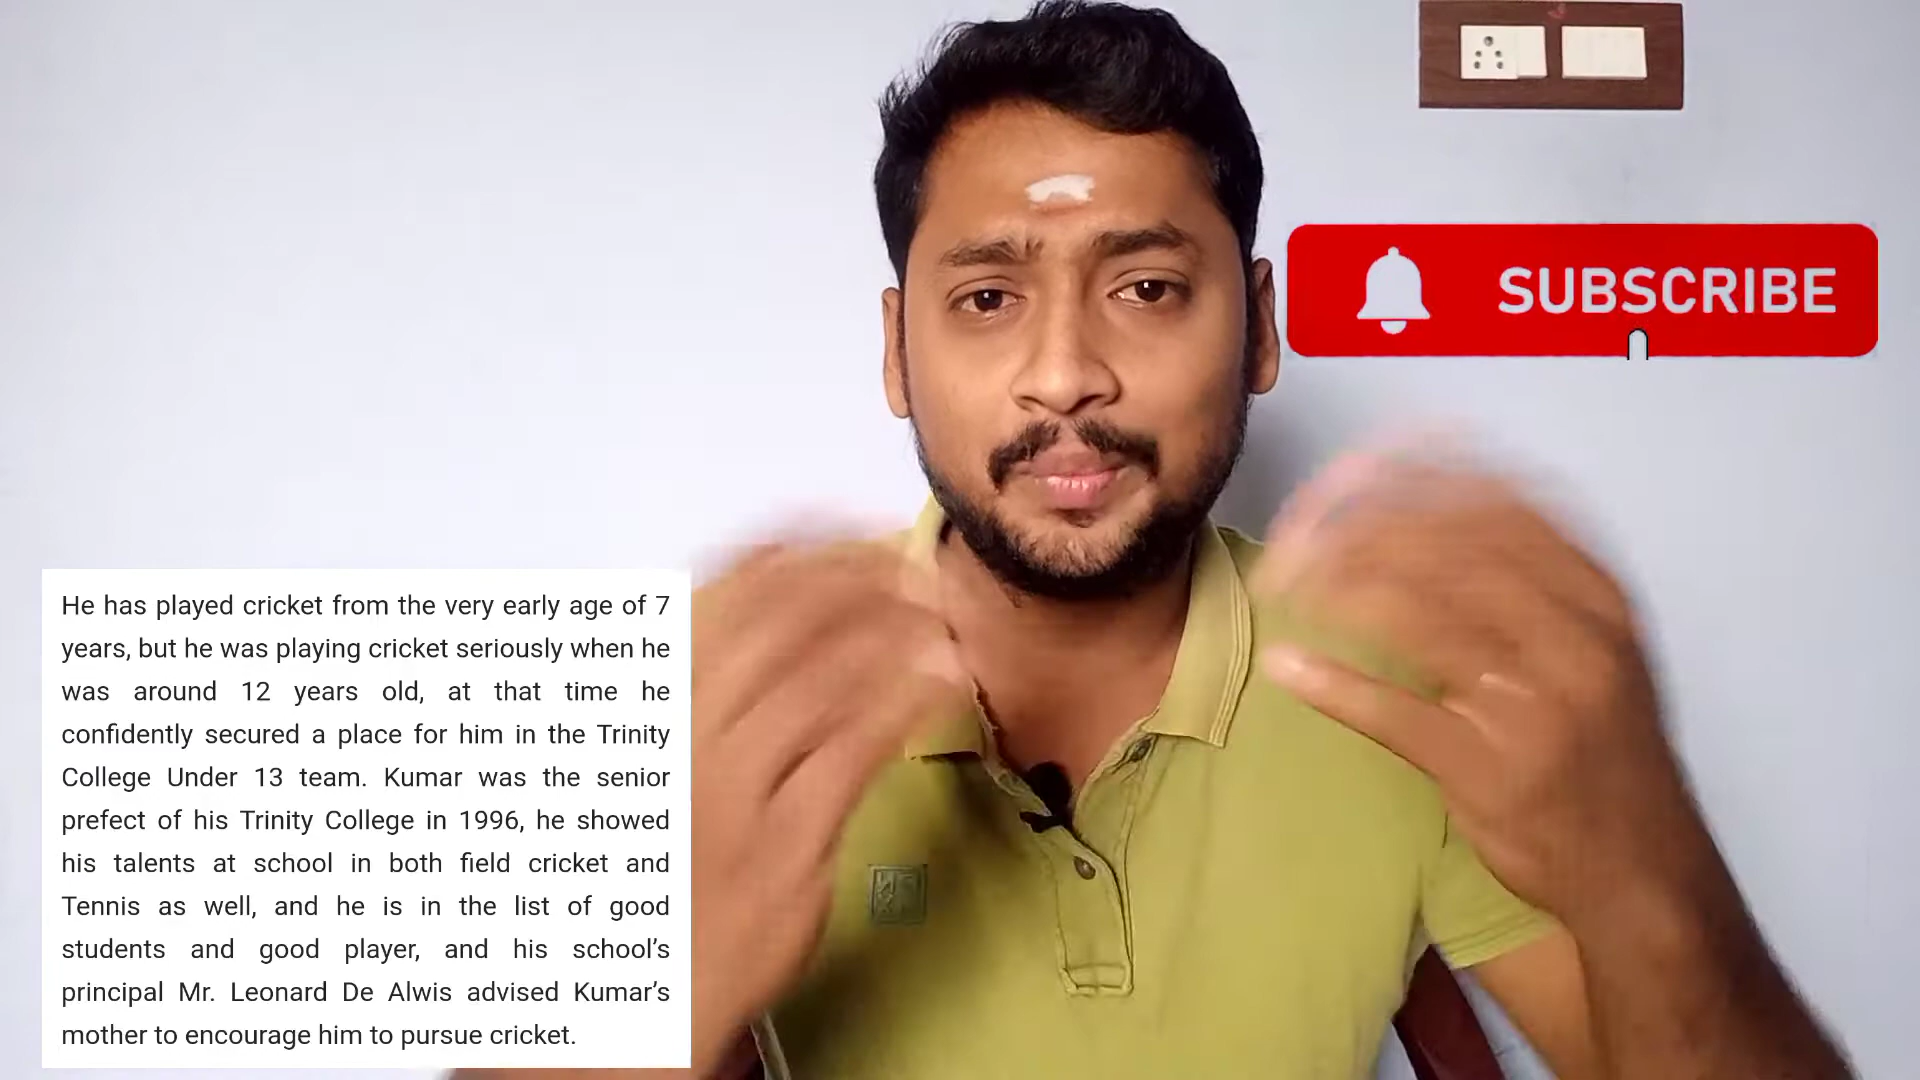 SUBSCRIBE
He has played cricket from the very early age of 7
years, but he was playing cricket seriously when he
was around 12 years old, at that time he
confidently secured a place for him in the Trinity
College Under 13 team. Kumar was the senior
prefect of his Trinity College in 1996, he showed
his talents at school in both field cricket and
Tennis as well, and he is in the list of good
students and good player, and his school’s
principal Mr. Leonard De Alwis advised Kumar’s
mother to encourage him to pursue cricket.